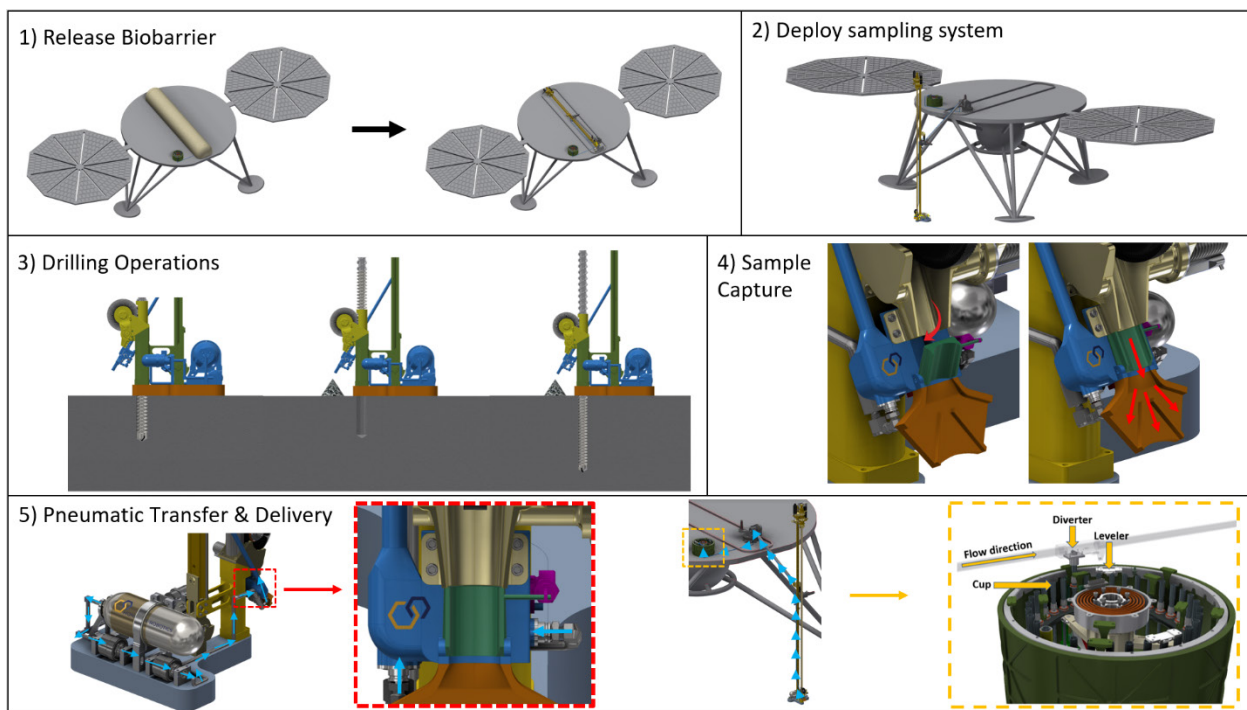 1) Release Biobarrier
2) Deploy sampling system
3) Drilling Operations
4) Sample
Capture
5) Pneumatic Transfer & Delivery
Diverter
Leveler
Flow direction
Cup